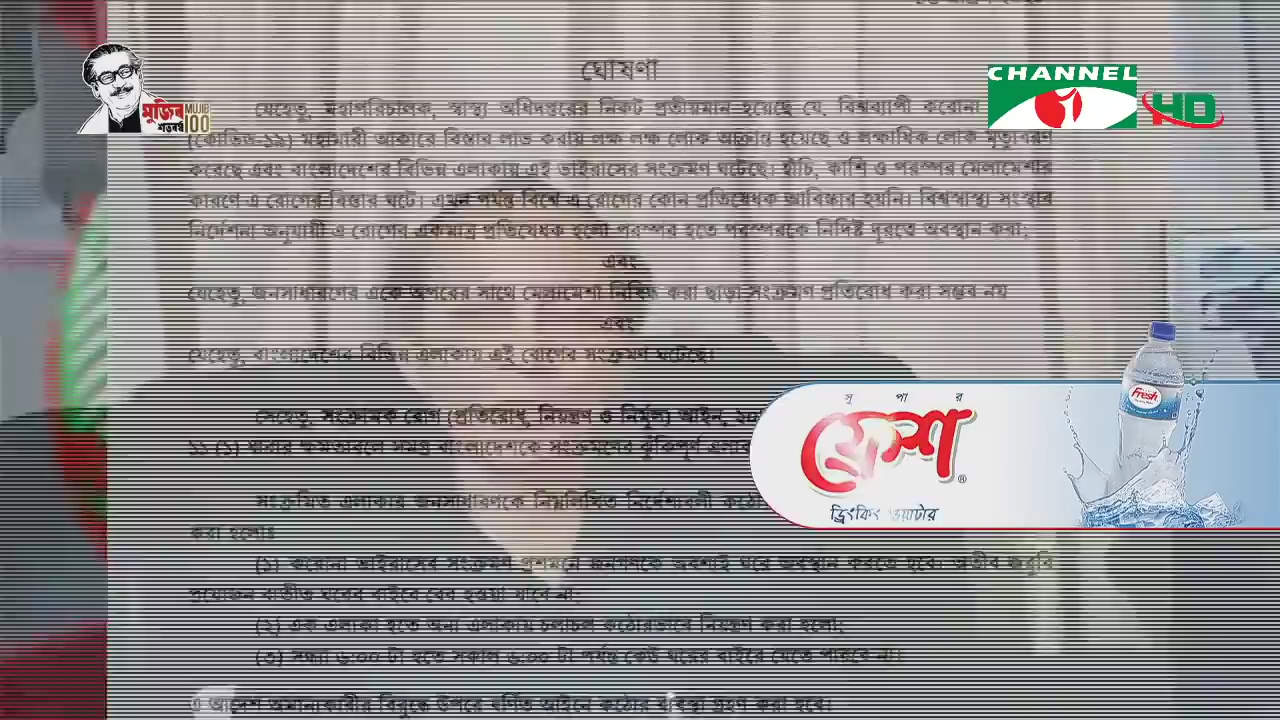 ঘোষণা
CHANNEL
i HD
মুজিব MUJIB
শতবর্ষ 100
যেহেতু, মহাপরিচালক, স্বাস্থ্য অধিদপ্তরের নিকট প্রতীয়মান হয়েছে যে, বিশ্বব্যাপী করোনা
(কোভিড-১৯) মহামারী আকারে বিস্তার লাভ করায় লক্ষ লক্ষ লোক আক্রান্ত হয়েছে ও লক্ষাধিক লোক মৃত্যুবরণ
করেছে এবং বাংলাদেশের বিভিন্ন এলাকায় এই ভাইরাসের সংক্রমণ ঘটেছে। হাঁচি, কাশি ও পরস্পর মেলামেশার
কারণে এ রোগের বিস্তার ঘটে। এখন পর্যন্ত বিশ্বে এ রোগের কোন প্রতিষেধক আবিষ্কার হয়নি। বিশ্বস্বাস্থ্য সংস্থার
নির্দেশনা অনুযায়ী এ রোগের একমাত্র প্রতিষেধক হলো পরস্পর হতে পরস্পরকে নির্দিষ্ট দূরত্বে অবস্থান করা;
এবং
যেহেতু, জনসাধারণের একে অপরের সাথে মেলামেশা নিষিদ্ধ করা ছাড়া সংক্রমণ প্রতিরোধ করা সম্ভব নয়
এবং
যেহেতু, বাংলাদেশের বিভিন্ন এলাকায় এই রোগের সংক্রমণ ঘটেছে।
সেহেতু, সংক্রামক রোগ (প্রতিরোধ, নিয়ন্ত্রণ ও নির্মূল) আইন,
১১ (১) ধারার ক্ষমতাবলে সমগ্র বাংলাদেশকে সংক্রমণের ঝুঁকিপূর্ণ
সু পা র
ফ্রেশ
ড্রিংকিং ওয়াটার
Fresh
সংক্রমিত এলাকার জনসাধারণকে নিম্নলিখিত নির্দেশাবলী
করা হলোঃ
(১) করোনা ভাইরাসের সংক্রমণ প্রশমনে জনগণকে অবশ্যই ঘরে অবস্থান করতে হবে। অতীব জরুরি
প্রয়োজন ব্যতীত ঘরের বাইরে বের হওয়া যাবে না;
(২) এক এলাকা হতে অন্য এলাকায় চলাচল কঠোরভাবে নিয়ন্ত্রণ করা হলো;
(৩) সন্ধ্যা ৬:০০ টা হতে সকাল ৬:০০ টা পর্যন্ত কেউ ঘরের বাইরে যেতে পারবে না।
এ আদেশ অমান্যকারীর বিরুদ্ধে উপরে বর্ণিত আইনে কঠোর ব্যবস্থা গ্রহণ করা হবে।